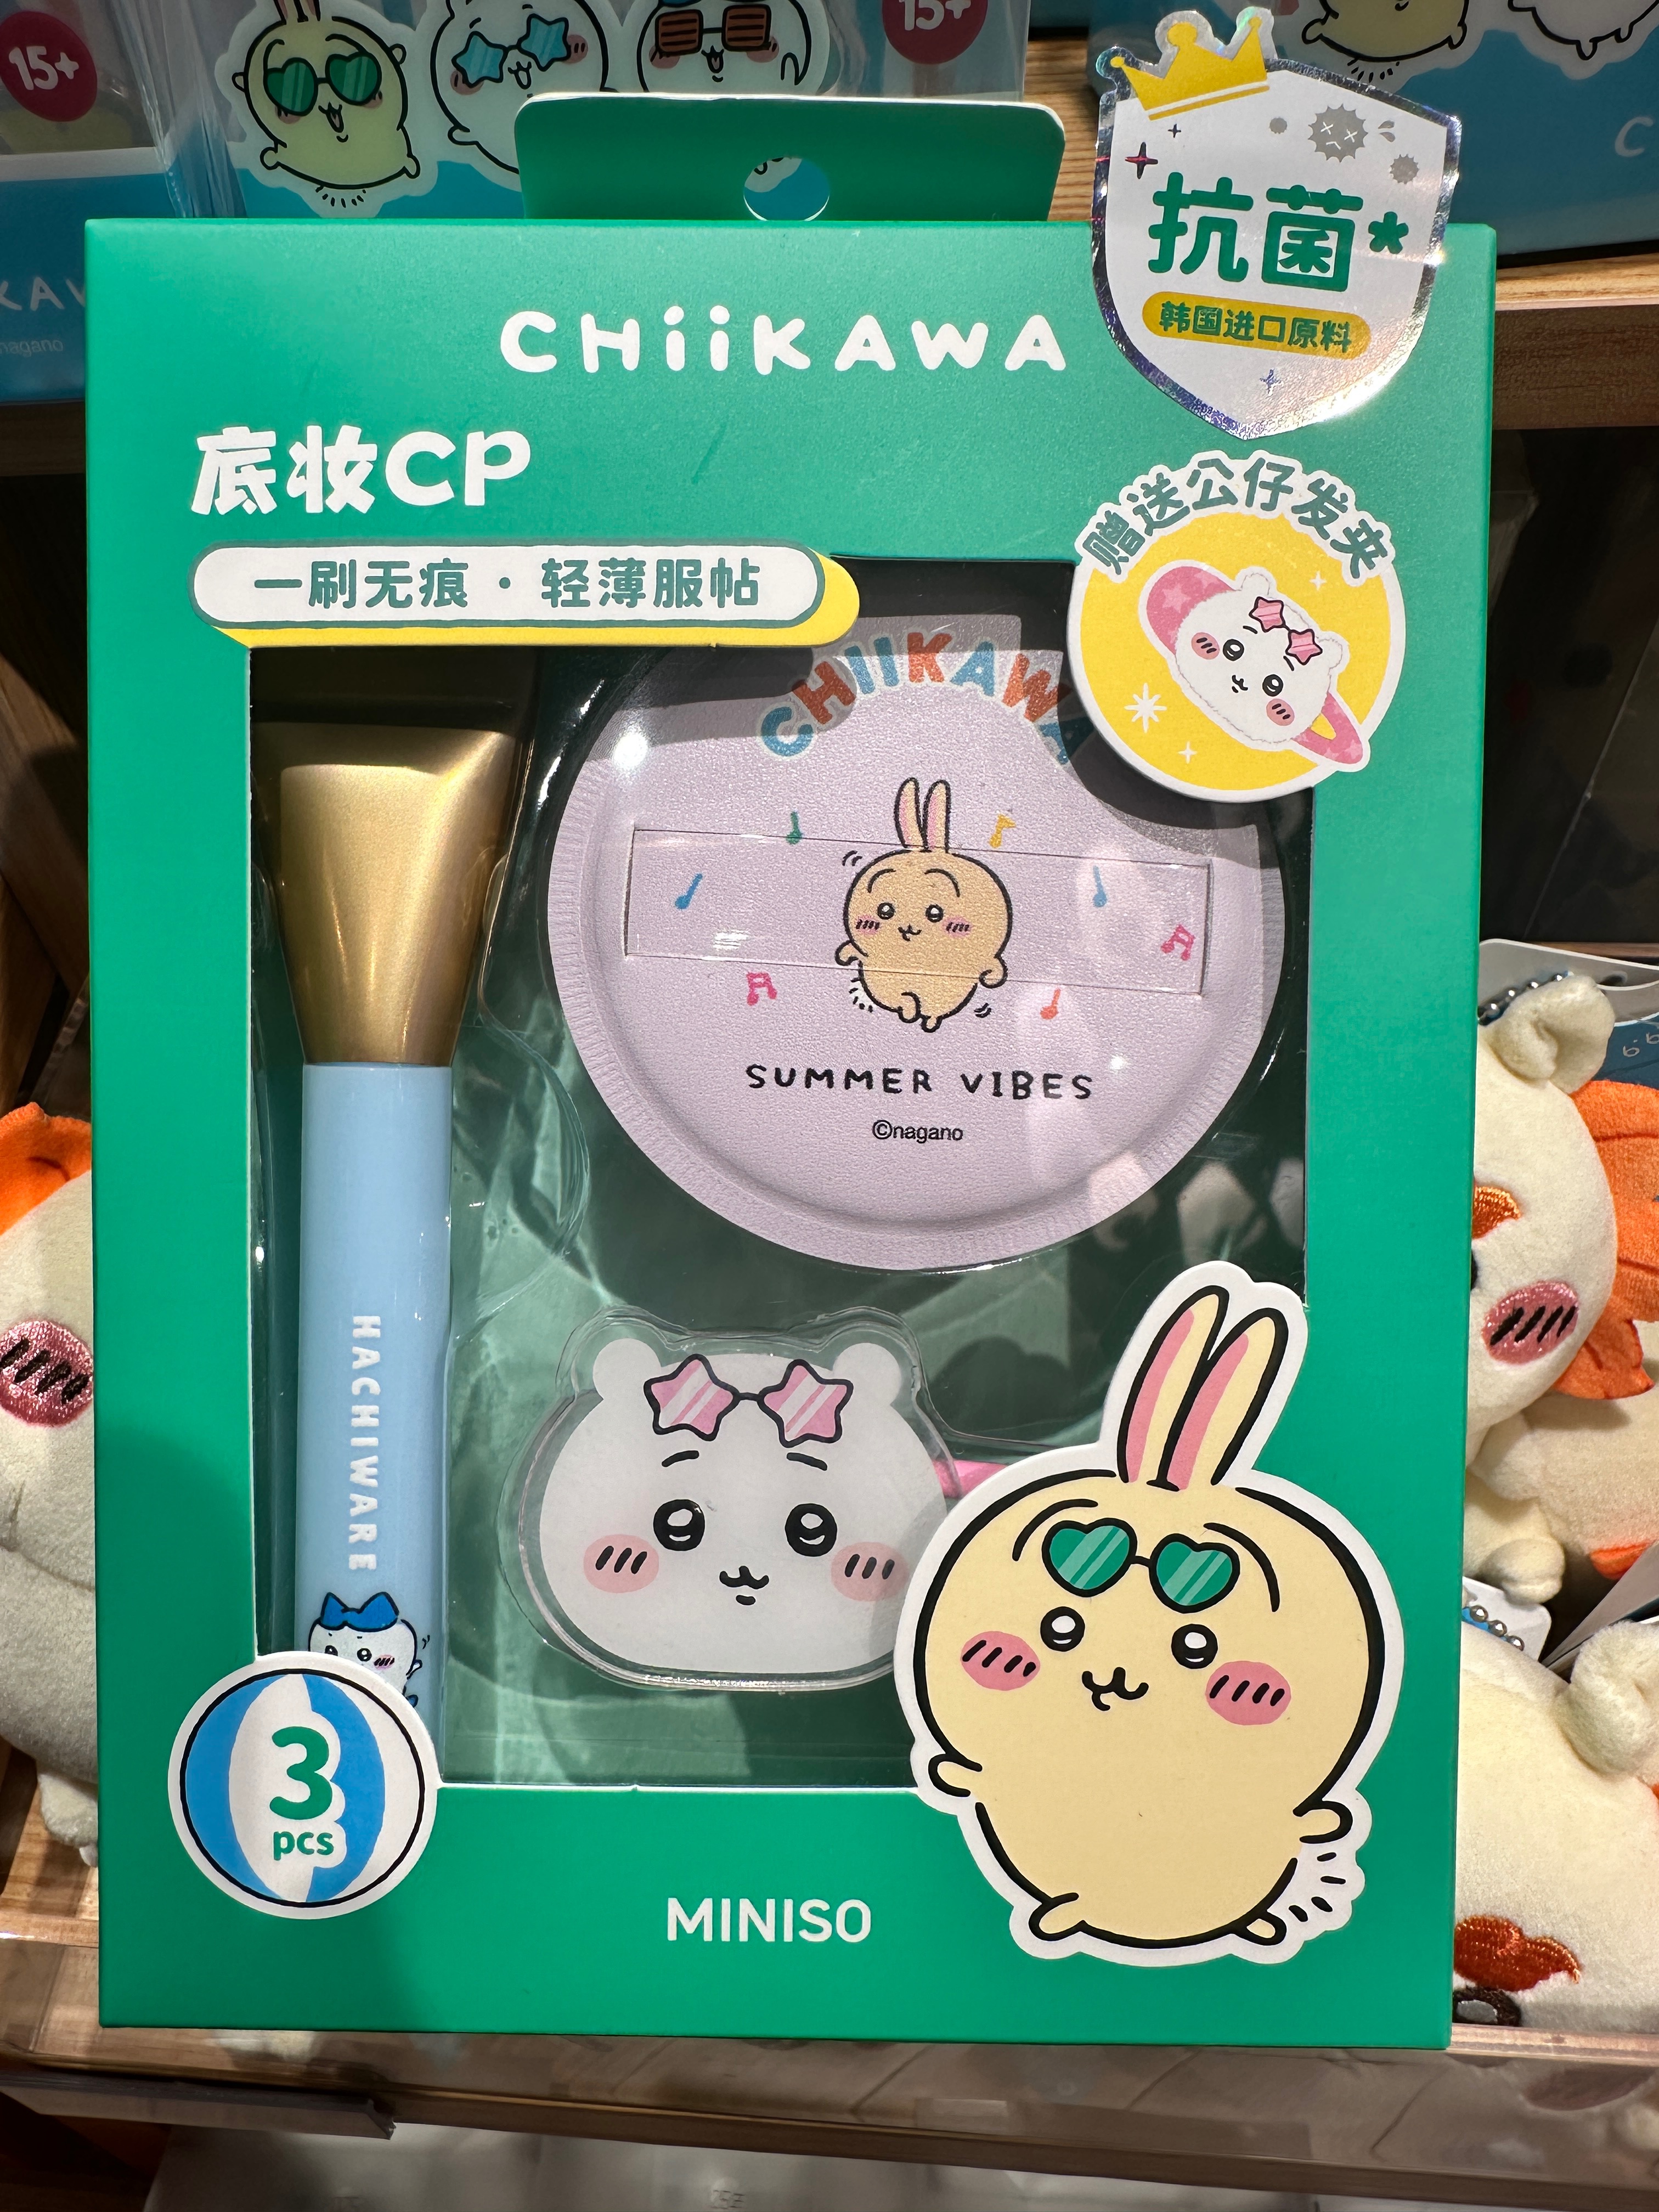 15+
15+
抗菌*
韩国进口原料
CHiiKAWA
底妆CP
一刷无痕·轻薄服帖
赠送公仔发夹
CHIIKAWA
SUMMER VIBES
©nagano
HACHIWARE
3
pcs
MINISO
nagano